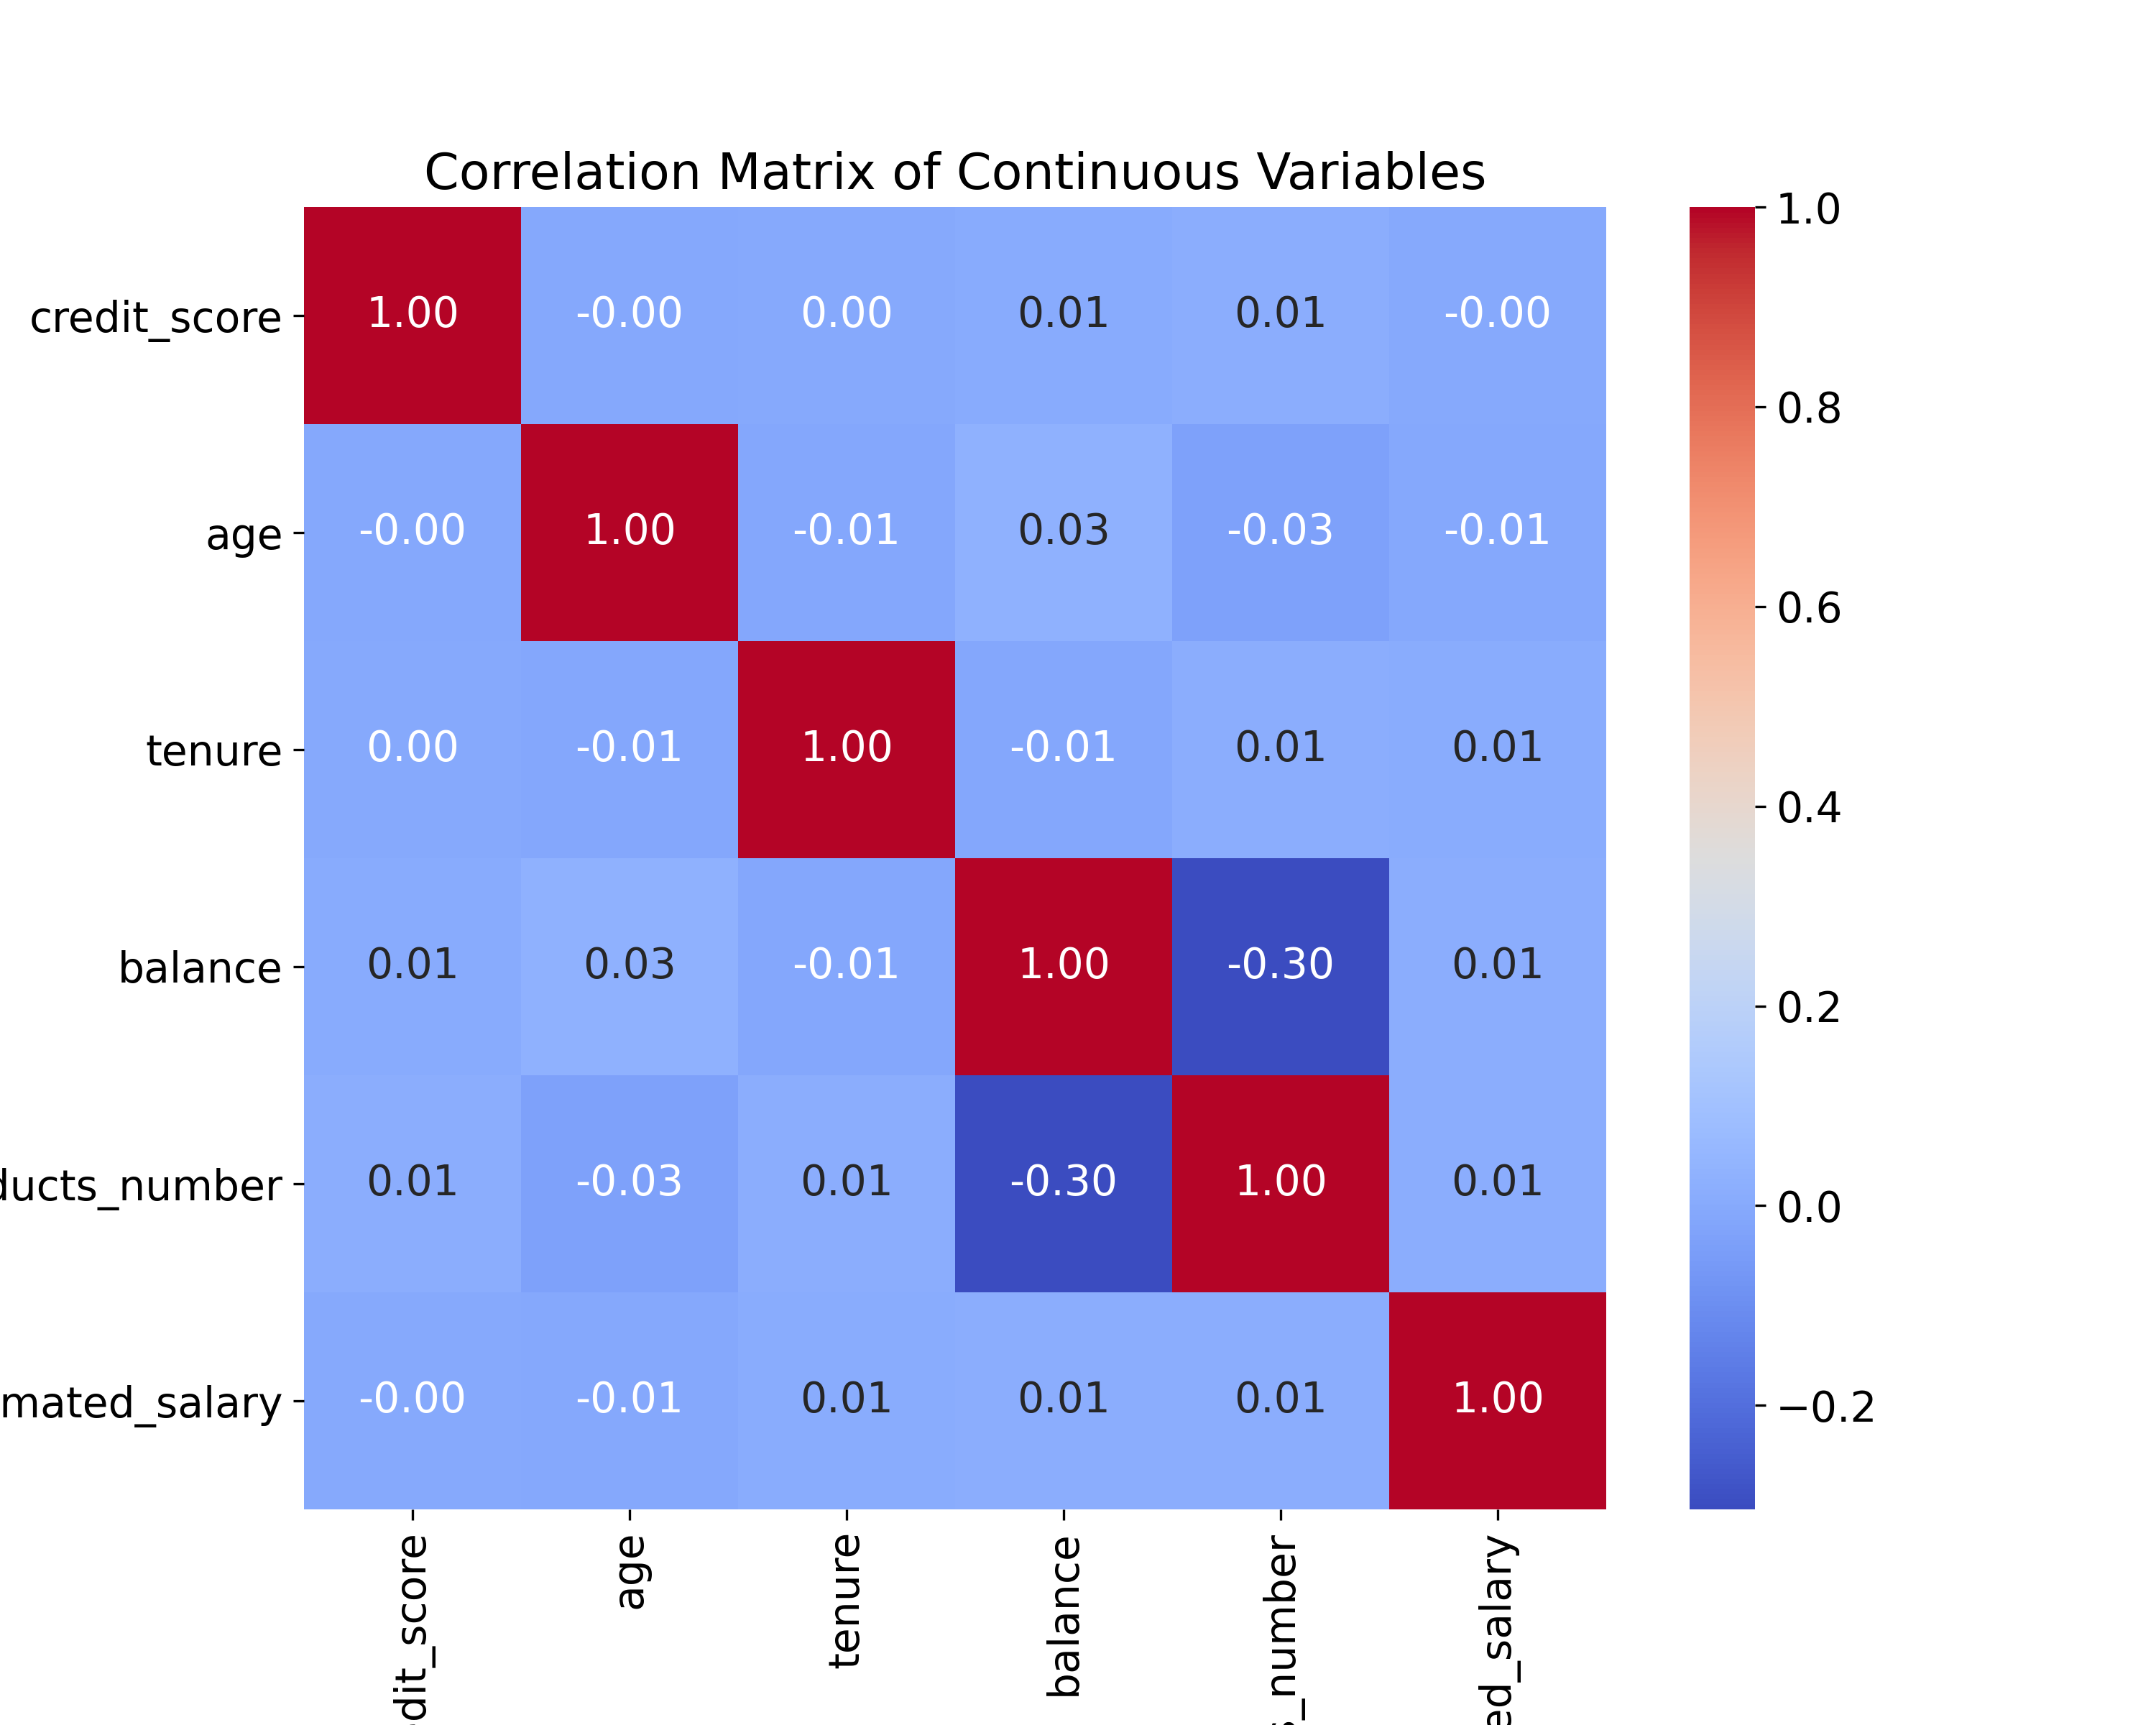 Correlation Matrix of Continuous Variables
credit_score 1.00 -0.00 0.00 0.01 0.01 -0.00
age -0.00 1.00 -0.01 0.03 -0.03 -0.01
tenure 0.00 -0.01 1.00 -0.01 0.01 0.01
balance 0.01 0.03 -0.01 1.00 -0.30 0.01
ducts_number 0.01 -0.03 0.01 -0.30 1.00 0.01
mated_salary -0.00 -0.01 0.01 0.01 0.01 1.00
dit_score age tenure balance s_number ed_salary
1.0
0.8
0.6
0.4
0.2
0.0
−0.2